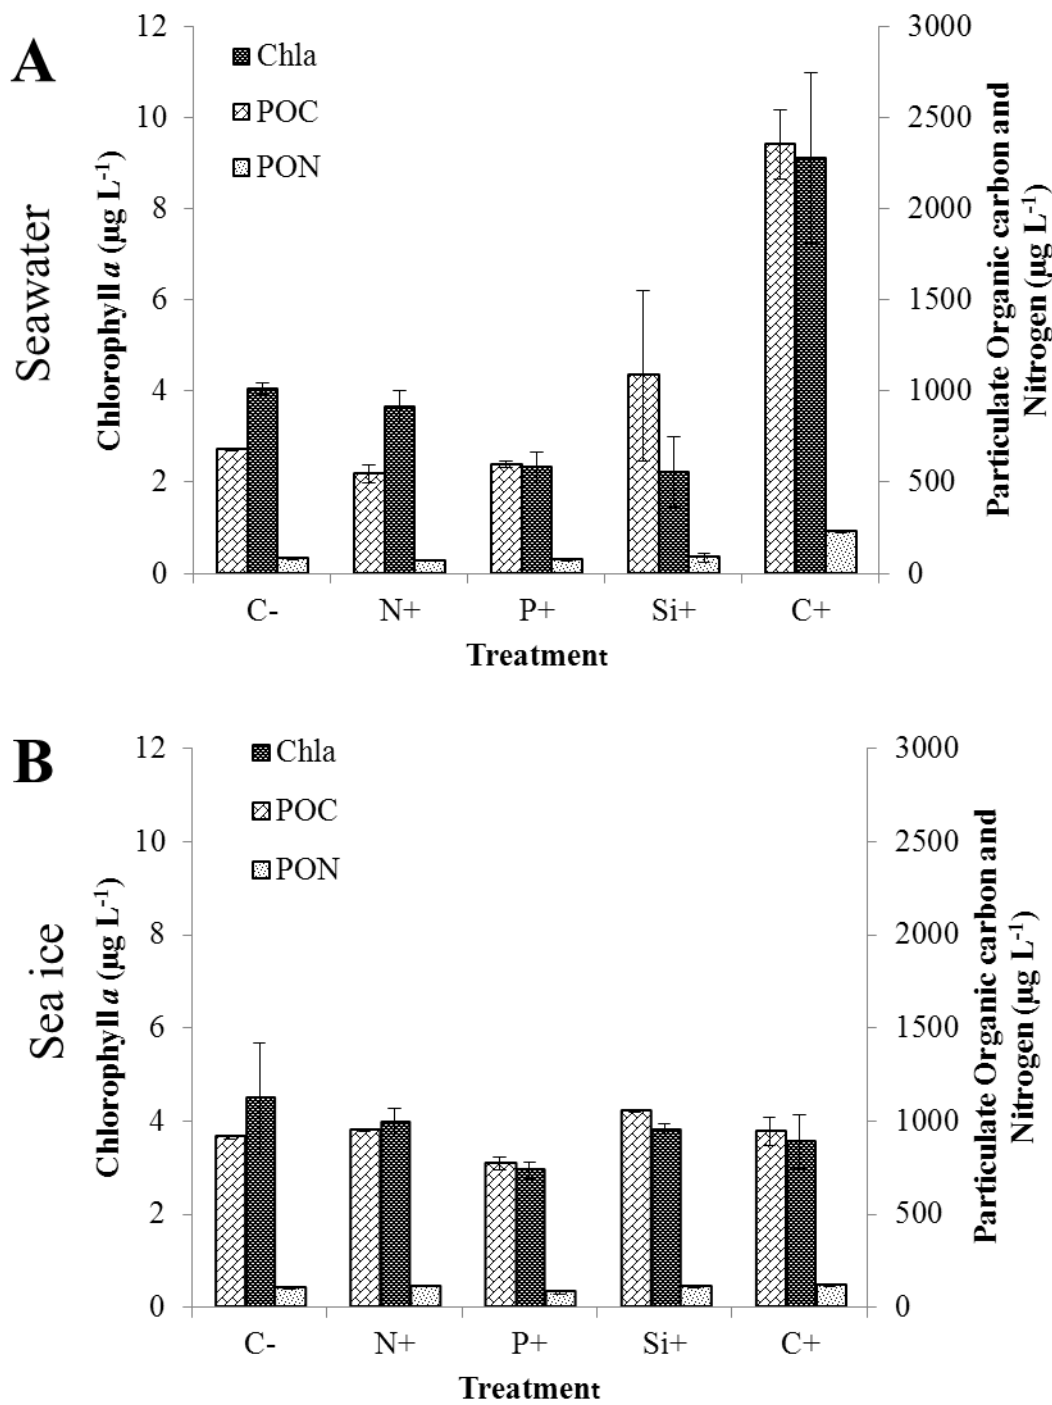 A
Seawater
Chlorophyll a (µg L-1)
12
10
8
6
4
2
0
Chla
POC
PON
3000
2500
2000
1500
1000
500
0
Particulate Organic carbon and
Nitrogen (µg L-1)
C-
N+
P+
Si+
C+
Treatment
B
Sea ice
Chlorophyll a (µg L-1)
12
10
8
6
4
2
0
Chla
POC
PON
3000
2500
2000
1500
1000
500
0
Particulate Organic carbon and
Nitrogen (µg L-1)
C-
N+
P+
Si+
C+
Treatment